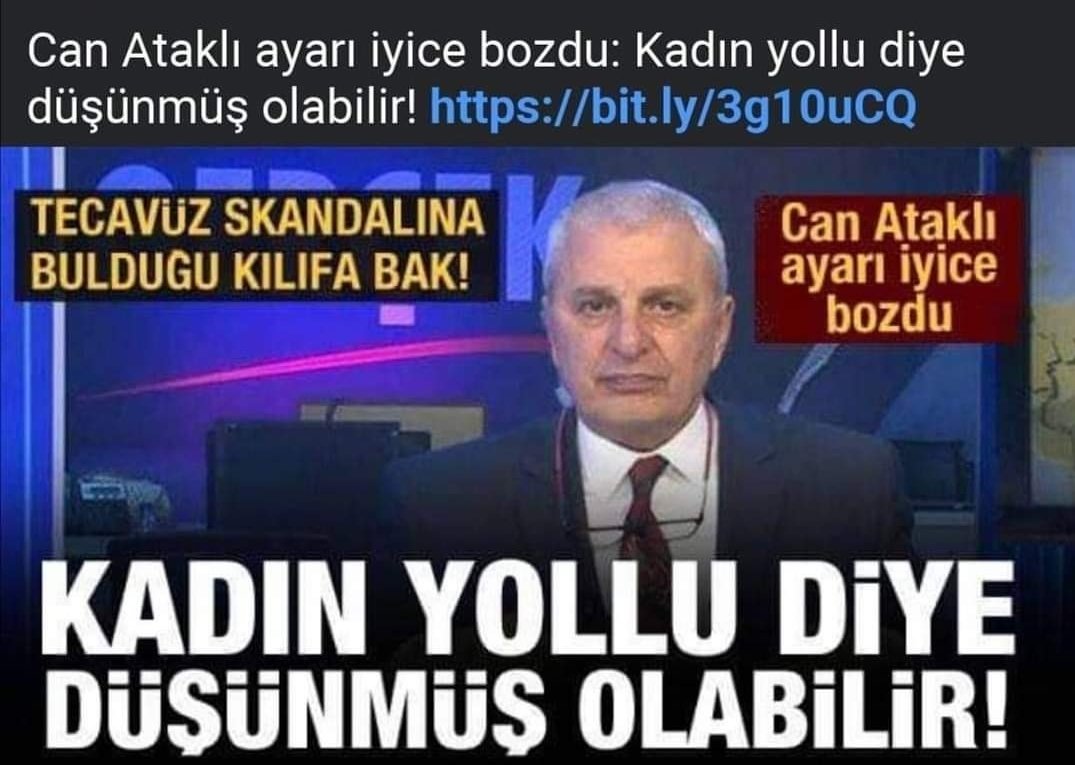 Can Ataklı ayarı iyice bozdu: Kadın yollu diye
düşünmüş olabilir! https://bit.ly/3g10uCQ
TECAVÜZ SKANDALINA
BULDUĞU KILIFA BAK!
Can Ataklı
ayarı iyice
bozdu
KADIN YOLLU DİYE
DÜŞÜNMÜŞ OLABİLİR!